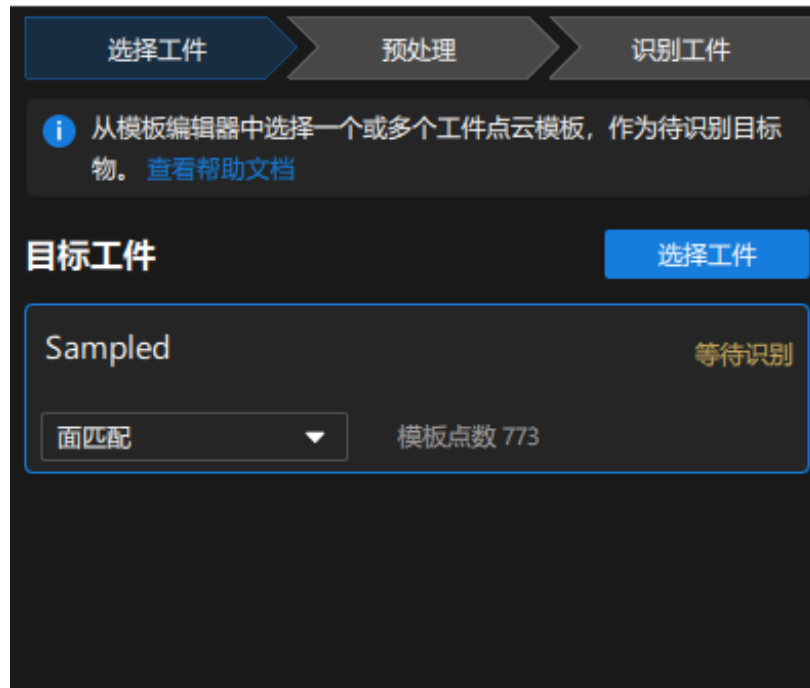 选择工件
预处理
识别工件
从模板编辑器中选择一个或多个工件点云模板，作为待识别目标
物。 查看帮助文档
目标工件
选择工件
Sampled
等待识别
面匹配
模板点数 773